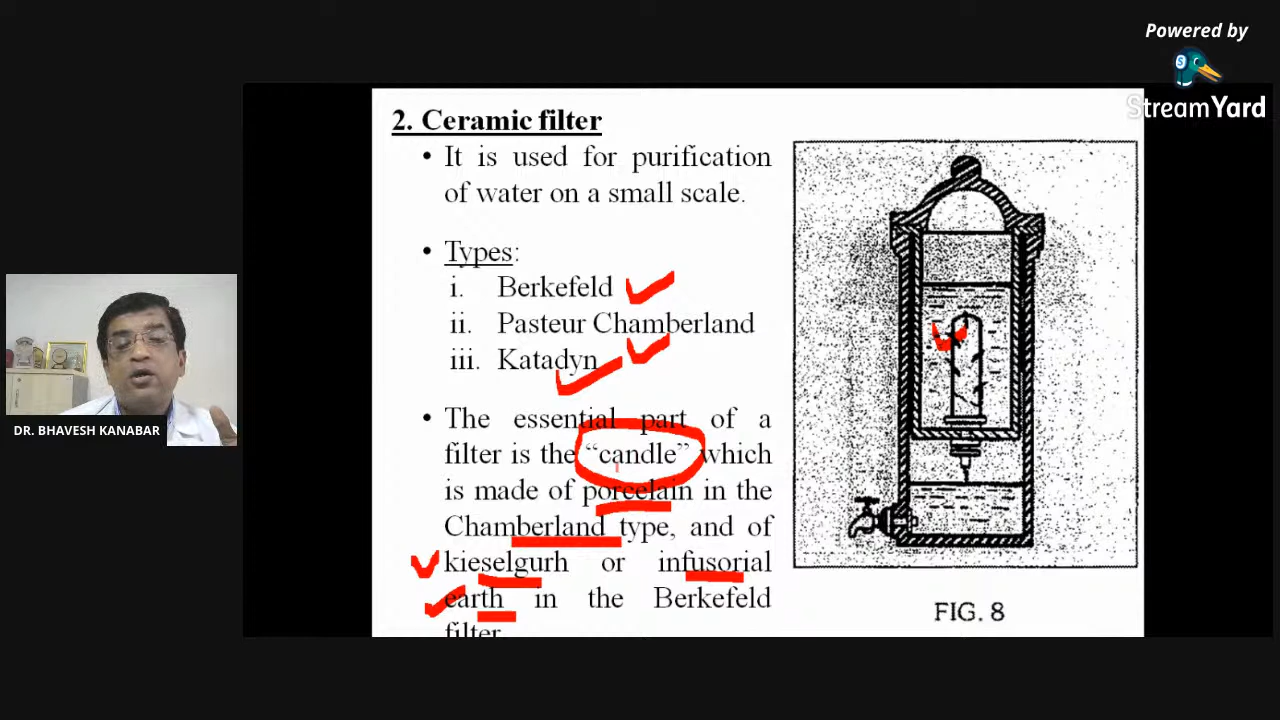 Powered by
StreamYard
2. Ceramic filter
• It is used for purification
of water on a small scale.
• Types:
i. Berkefeld
ii. Pasteur Chamberland
iii. Katadyn
• The essential part of a
filter is the “candle” which
is made of porcelain in the
Chamberland type, and of
kieselgurh or infusorial
earth in the Berkefeld
filter
FIG. 8
DR. BHAVESH KANABAR